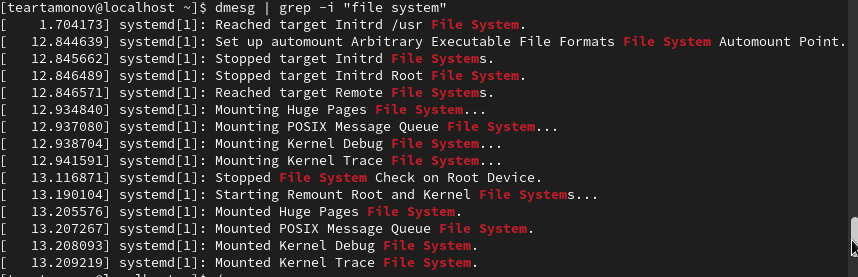 [teartamonov@localhost ~]$ dmesg | grep -i "file system"
[    1.704173] systemd[1]: Reached target Initrd /usr File System.
[   12.844639] systemd[1]: Set up automount Arbitrary Executable File Formats File System Automount Point.
[   12.845662] systemd[1]: Stopped target Initrd File Systems.
[   12.846489] systemd[1]: Stopped target Initrd Root File System.
[   12.846571] systemd[1]: Reached target Remote File Systems.
[   12.934840] systemd[1]: Mounting Huge Pages File System...
[   12.937080] systemd[1]: Mounting POSIX Message Queue File System...
[   12.938704] systemd[1]: Mounting Kernel Debug File System...
[   12.941591] systemd[1]: Mounting Kernel Trace File System...
[   13.116871] systemd[1]: Stopped File System Check on Root Device.
[   13.190104] systemd[1]: Starting Remount Root and Kernel File Systems...
[   13.205576] systemd[1]: Mounted Huge Pages File System.
[   13.207267] systemd[1]: Mounted POSIX Message Queue File System.
[   13.208093] systemd[1]: Mounted Kernel Debug File System.
[   13.209219] systemd[1]: Mounted Kernel Trace File System.